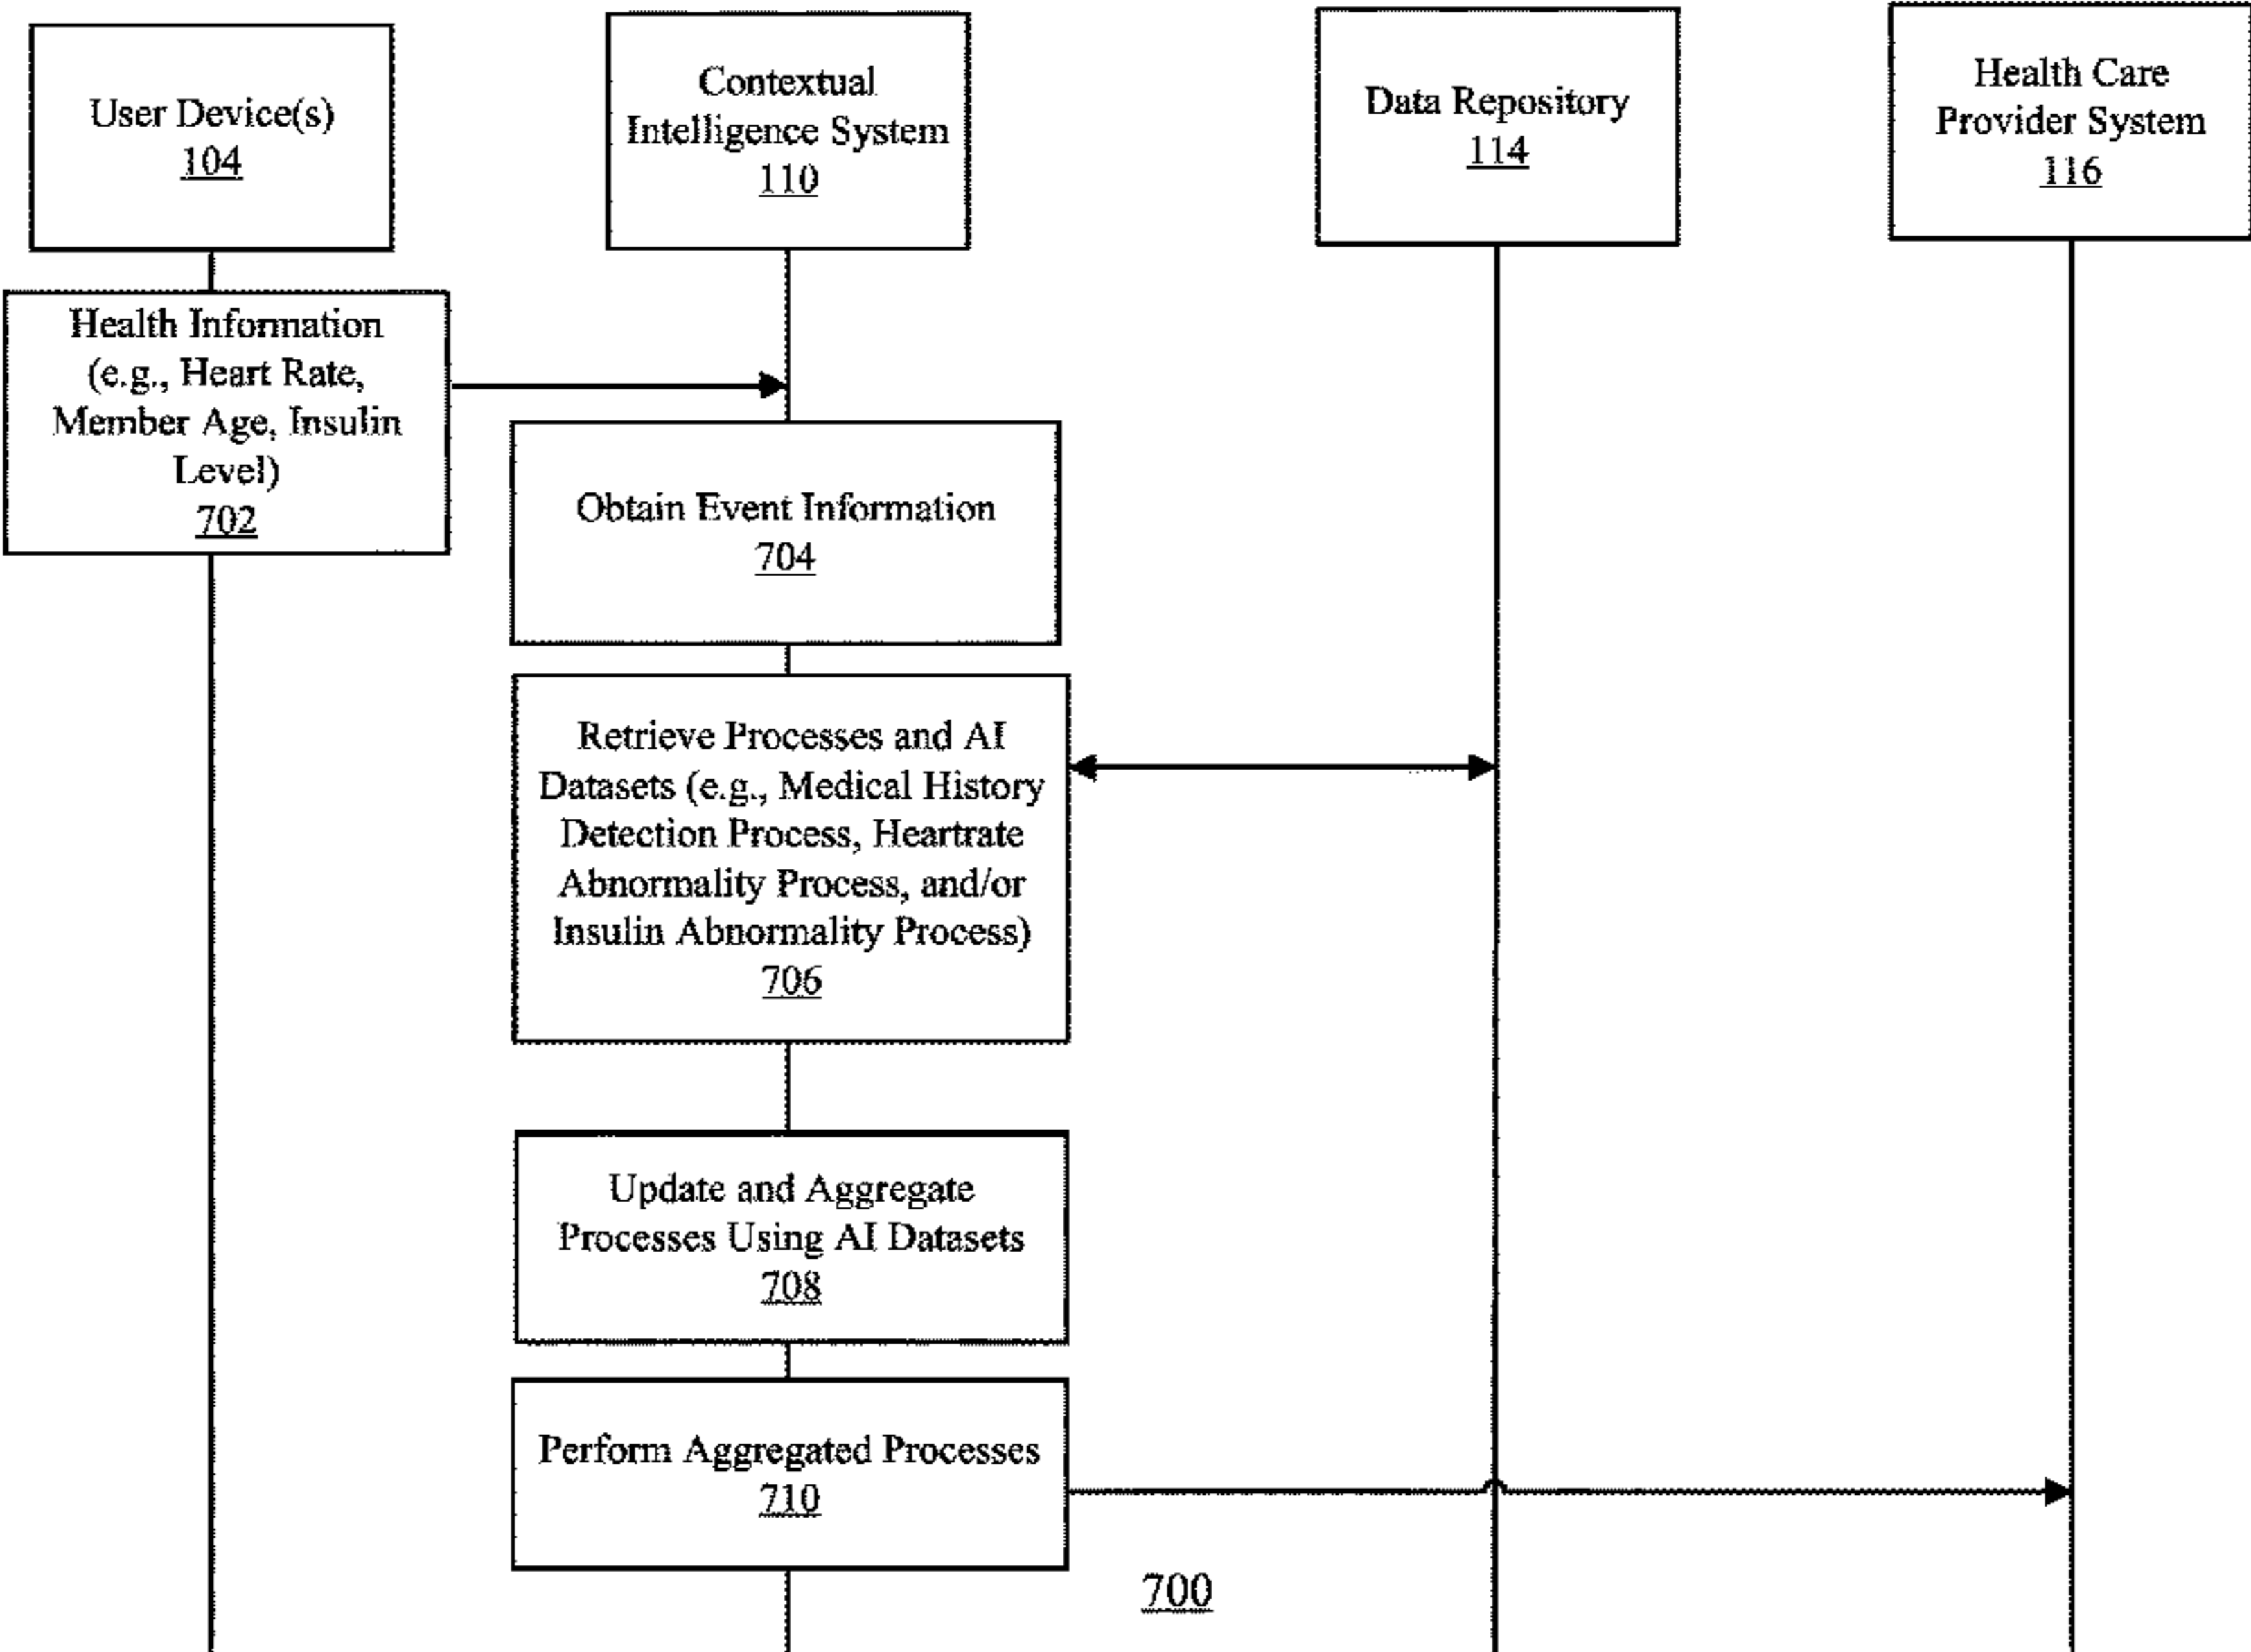 User Device(s)
104
Contextual
Intelligence System
110
Data Repository
114
Health Care
Provider System
116
Health Information
(e.g., Heart Rate,
Member Age, Insulin
Level)
702
Obtain Event Information
704
Retrieve Processes and AI
Datasets (e.g., Medical History
Detection Process, Heartrate
Abnormality Process, and/or
Insulin Abnormality Process)
706
Update and Aggregate
Processes Using AI Datasets
708
Perform Aggregated Processes
710
700